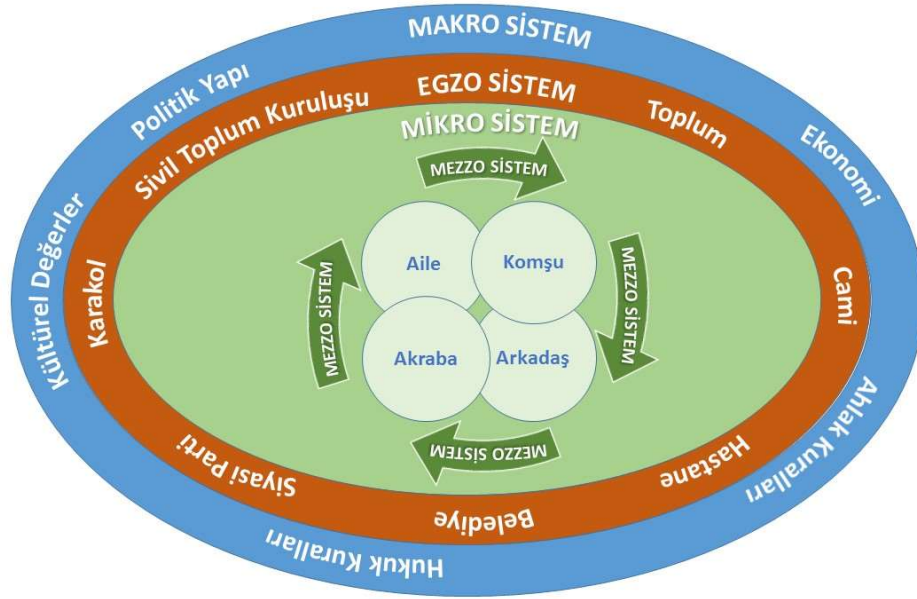 MAKRO SİSTEM
Politik Yapı
Ekonomi
Kültürel Değerler
Ahlak Kuralları
Hukuk Kuralları
EGZO SİSTEM
Sivil Toplum Kuruluşu
Toplum
Karakol
Cami
Siyasi Parti
Hastane
Belediye
MİKRO SİSTEM
MEZZO SİSTEM
MEZZO SİSTEM
MEZZO SİSTEM
MEZZO SİSTEM
Aile
Komşu
Akraba
Arkadaş